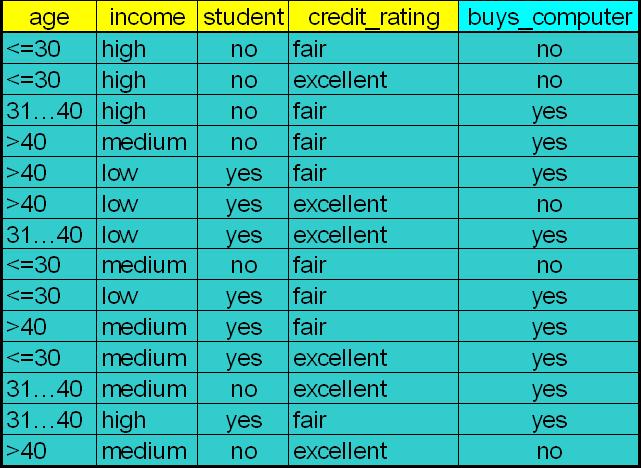 age income student credit_rating buys_computer
<=30 high no fair no
<=30 high no excellent no
31…40 high no fair yes
>40 medium no fair yes
>40 low yes fair yes
>40 low yes excellent no
31…40 low yes excellent yes
<=30 medium no fair no
<=30 low yes fair yes
>40 medium yes fair yes
<=30 medium yes excellent yes
31…40 medium no excellent yes
31…40 high yes fair yes
>40 medium no excellent no